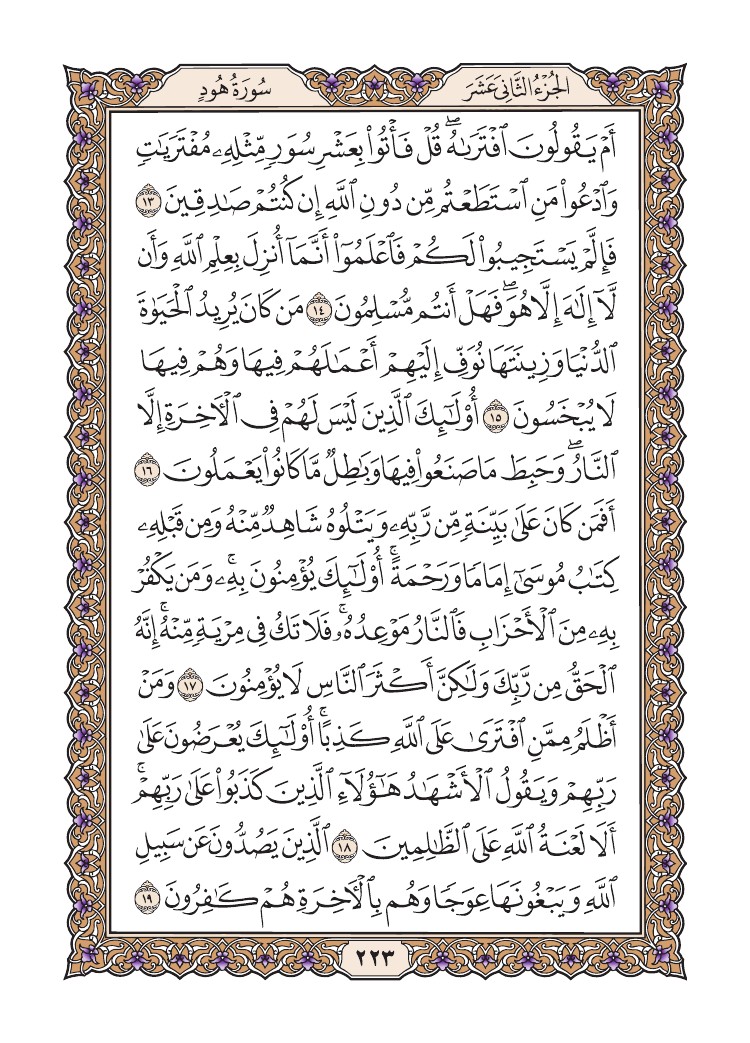 الجُزْءُ الثَّانِي عَشَرَ
سُورَةُ هُودٍ
أَمۡ يَقُولُونَ ٱفۡتَرَىٰهُۖ قُلۡ فَأۡتُواْ بِعَشۡرِ سُوَرٖ مِّثۡلِهِۦ مُفۡتَرَيَٰتٖ
وَٱدۡعُواْ مَنِ ٱسۡتَطَعۡتُم مِّن دُونِ ٱللَّهِ إِن كُنتُمۡ صَٰدِقِينَ ١٣
فَإِلَّمۡ يَسۡتَجِيبُواْ لَكُمۡ فَٱعۡلَمُوٓاْ أَنَّمَآ أُنزِلَ بِعِلۡمِ ٱللَّهِ وَأَن
لَّآ إِلَٰهَ إِلَّا هُوَۖ فَهَلۡ أَنتُم مُّسۡلِمُونَ ١٤ مَن كَانَ يُرِيدُ ٱلۡحَيَوٰةَ
ٱلدُّنۡيَا وَزِينَتَهَا نُوَفِّ إِلَيۡهِمۡ أَعۡمَٰلَهُمۡ فِيهَا وَهُمۡ فِيهَا
لَا يُبۡخَسُونَ ١٥ أُوْلَٰٓئِكَ ٱلَّذِينَ لَيۡسَ لَهُمۡ فِي ٱلۡأٓخِرَةِ إِلَّا
ٱلنَّارُۖ وَحَبِطَ مَا صَنَعُواْ فِيهَا وَبَٰطِلٞ مَّا كَانُواْ يَعۡمَلُونَ ١٦
أَفَمَن كَانَ عَلَىٰ بَيِّنَةٖ مِّن رَّبِّهِۦ وَيَتۡلُوهُ شَاهِدٞ مِّنۡهُ وَمِن قَبۡلِهِۦ
كِتَٰبُ مُوسَىٰٓ إِمَامٗا وَرَحۡمَةًۚ أُوْلَٰٓئِكَ يُؤۡمِنُونَ بِهِۦۚ وَمَن يَكۡفُرۡ
بِهِۦ مِنَ ٱلۡأَحۡزَابِ فَٱلنَّارُ مَوۡعِدُهُۥۚ فَلَا تَكُ فِي مِرۡيَةٖ مِّنۡهُۚ إِنَّهُ
ٱلۡحَقُّ مِن رَّبِّكَ وَلَٰكِنَّ أَكۡثَرَ ٱلنَّاسِ لَا يُؤۡمِنُونَ ١٧ وَمَنۡ
أَظۡلَمُ مِمَّنِ ٱفۡتَرَىٰ عَلَى ٱللَّهِ كَذِبًاۚ أُوْلَٰٓئِكَ يُعۡرَضُونَ عَلَىٰ
رَبِّهِمۡ وَيَقُولُ ٱلۡأَشۡهَٰدُ هَٰٓؤُلَآءِ ٱلَّذِينَ كَذَبُواْ عَلَىٰ رَبِّهِمۡۚ
أَلَا لَعۡنَةُ ٱللَّهِ عَلَى ٱلظَّٰلِمِينَ ١٨ ٱلَّذِينَ يَصُدُّونَ عَن سَبِيلِ
ٱللَّهِ وَيَبۡغُونَهَا عِوَجٗا وَهُم بِٱلۡأٓخِرَةِ هُمۡ كَٰفِرُونَ ١٩
٢٢٣